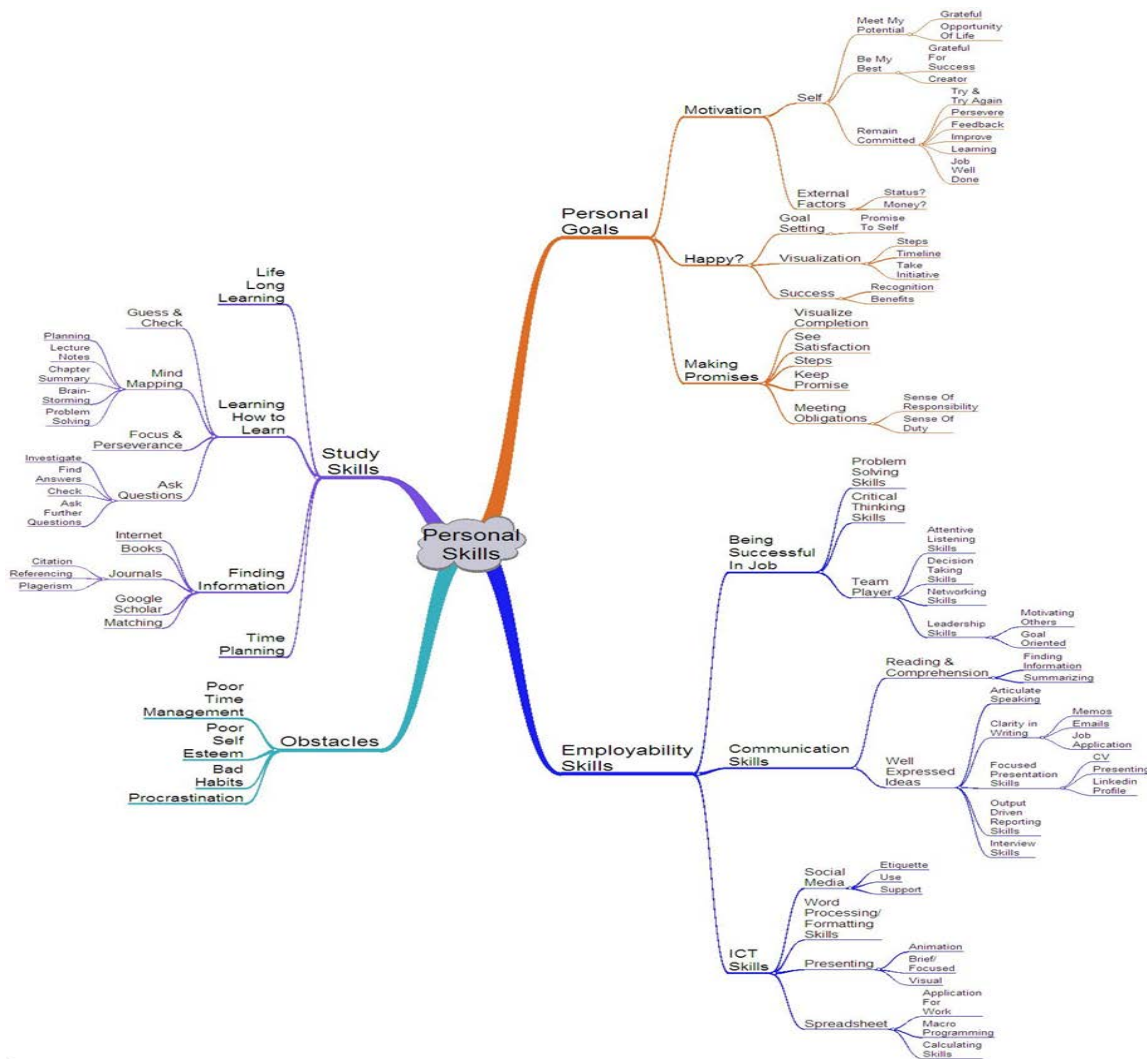 Personal
Skills
Personal
Goals
Motivation
Self
Meet My
Potential
Grateful
Opportunity
Of Life
Be My
Best
Grateful
For
Success
Creator
Remain
Committed
Try &
Try Again
Persevere
Feedback
Improve
Learning
Job
Well
Done
External
Factors
Status?
Money?
Happy?
Goal
Setting
Promise
To Self
Visualization
Steps
Timeline
Take
Initiative
Success
Recognition
Benefits
Making
Promises
Visualize
Completion
See
Satisfaction
Steps
Keep
Promise
Meeting
Obligations
Sense Of
Responsibility
Sense Of
Duty
Employability
Skills
Being
Successful
In Job
Problem
Solving
Skills
Critical
Thinking
Skills
Team
Player
Attentive
Listening
Skills
Decision
Taking
Skills
Networking
Skills
Leadership
Skills
Motivating
Others
Goal
Oriented
Communication
Skills
Reading &
Comprehension
Finding
Information
Summarizing
Well
Expressed
Ideas
Articulate
Speaking
Clarity in
Writing
Memos
Emails
Job
Application
Focused
Presentation
Skills
CV
Presenting
Linkedin
Profile
Output
Driven
Reporting
Skills
Interview
Skills
ICT
Skills
Social
Media
Etiquette
Use
Support
Word
Processing/
Formatting
Skills
Presenting
Animation
Brief/
Focused
Visual
Spreadsheet
Application
For
Work
Macro
Programming
Calculating
Skills
Study
Skills
Life
Long
Learning
Learning
How to
Learn
Guess &
Check
Mind
Mapping
Planning
Lecture
Notes
Chapter
Summary
Brain-
Storming
Problem
Solving
Focus &
Perseverance
Ask
Questions
Investigate
Find
Answers
Check
Ask
Further
Questions
Finding
Information
Internet
Books
Journals
Citation
Referencing
Plagerism
Google
Scholar
Matching
Time
Planning
Obstacles
Poor
Time
Management
Poor
Self
Esteem
Bad
Habits
Procrastination